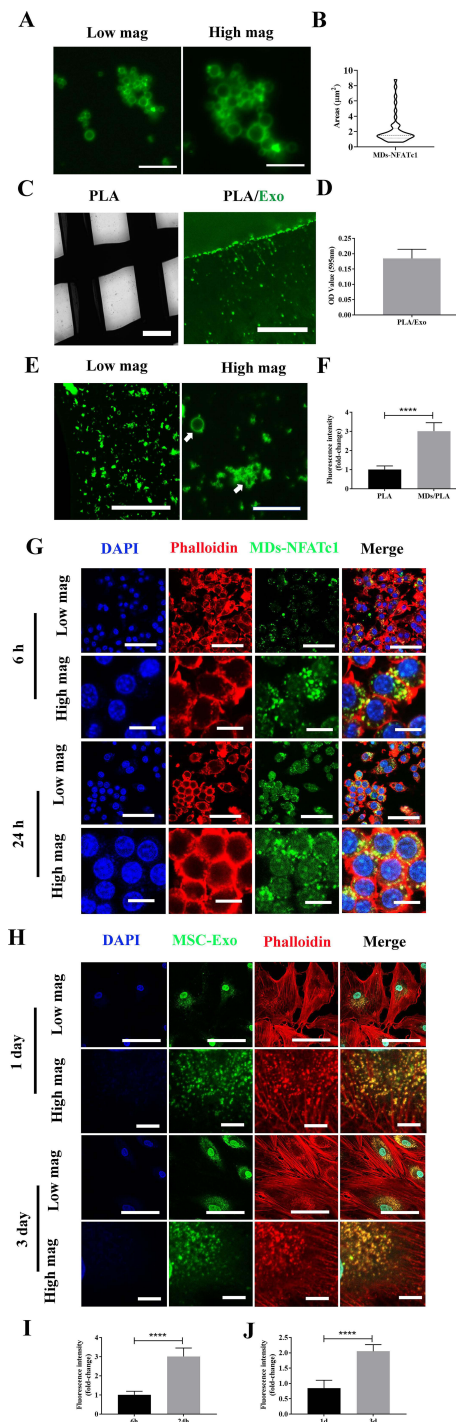 A
Low mag
High mag
B
Areas (μm²)
10
8
6
4
2
0
MDs-NFATc1
C
PLA
PLA/Exo
D
OD Value (595nm)
0.25
0.20
0.15
0.10
0.05
0.00
PLA/Exo
E
Low mag
High mag
F
Fluorescence intensity
(fold-change)
4
3
2
1
0
****
PLA
MDs/PLA
G
DAPI
Phalloidin
MDs-NFATc1
Merge
6 h
Low mag
High mag
24 h
Low mag
High mag
H
DAPI
MSC-Exo
Phalloidin
Merge
1 day
Low mag
High mag
3 day
Low mag
High mag
I
Fluorescence intensity
(fold-change)
4
3
2
1
0
****
6h
24h
J
Fluorescence intensity
(fold-change)
2.5
2.0
1.5
1.0
0.5
0.0
****
1d
3d